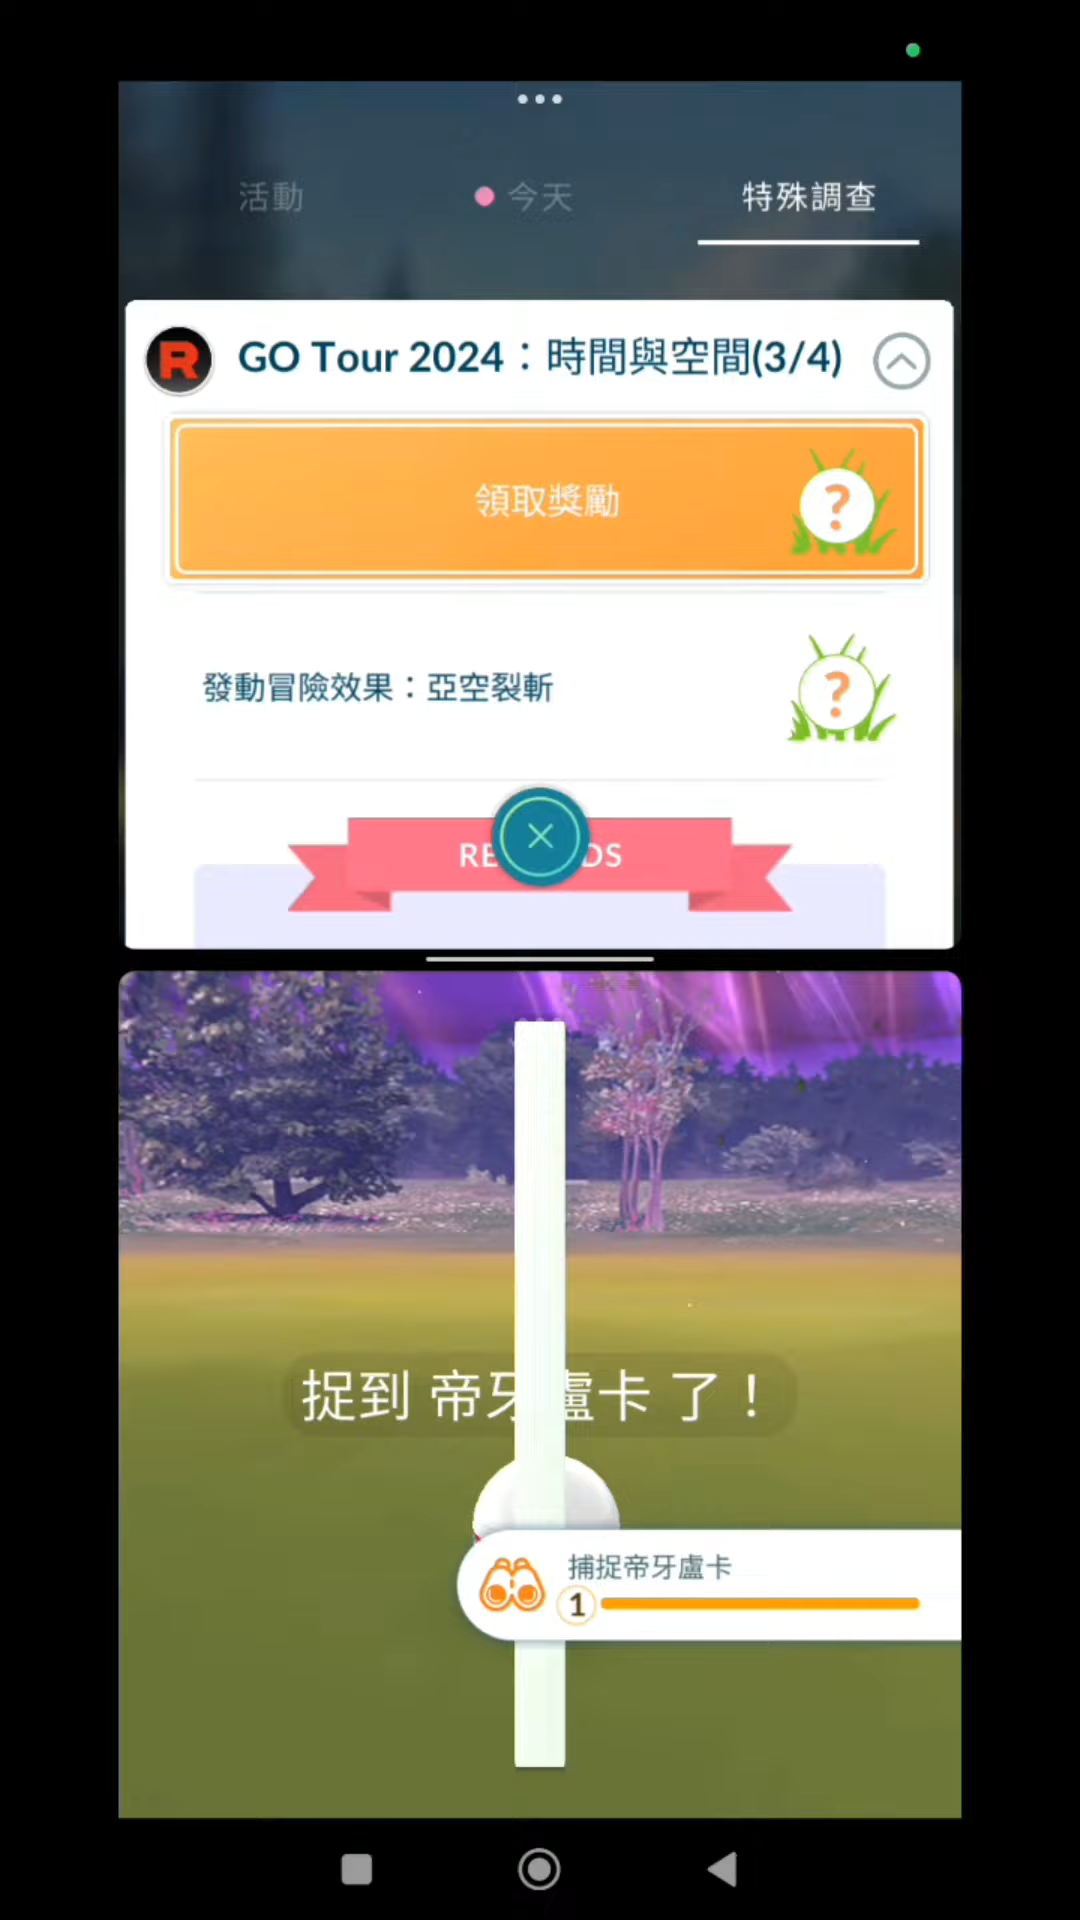 活動
今天
特殊調查
R
GO Tour 2024：時間與空間(3/4)
領取獎勵
?
發動冒險效果：亞空裂斬
?
RE DS
捉到 帝牙盧卡 了！
捕捉帝牙盧卡
1